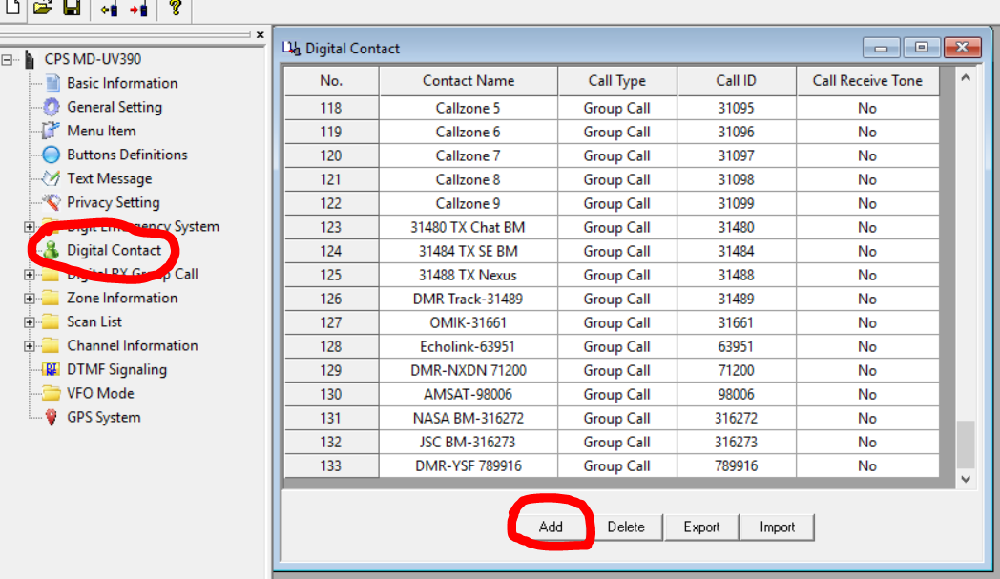 CPS MD-UV390
Basic Information
General Setting
Menu Item
Buttons Definitions
Text Message
Privacy Setting
Digit Emergency System
Digital Contact
Digital RX Group Call
Zone Information
Scan List
Channel Information
DTMF Signaling
VFO Mode
GPS System
Digital Contact
No. Contact Name Call Type Call ID Call Receive Tone
118 Callzone 5 Group Call 31095 No
119 Callzone 6 Group Call 31096 No
120 Callzone 7 Group Call 31097 No
121 Callzone 8 Group Call 31098 No
122 Callzone 9 Group Call 31099 No
123 31480 TX Chat BM Group Call 31480 No
124 31484 TX SE BM Group Call 31484 No
125 31488 TX Nexus Group Call 31488 No
126 DMR Track-31489 Group Call 31489 No
127 OMIK-31661 Group Call 31661 No
128 Echolink-63951 Group Call 63951 No
129 DMR-NXDN 71200 Group Call 71200 No
130 AMSAT-98006 Group Call 98006 No
131 NASA BM-316272 Group Call 316272 No
132 JSC BM-316273 Group Call 316273 No
133 DMR-YSF 789916 Group Call 789916 No
Add Delete Export Import